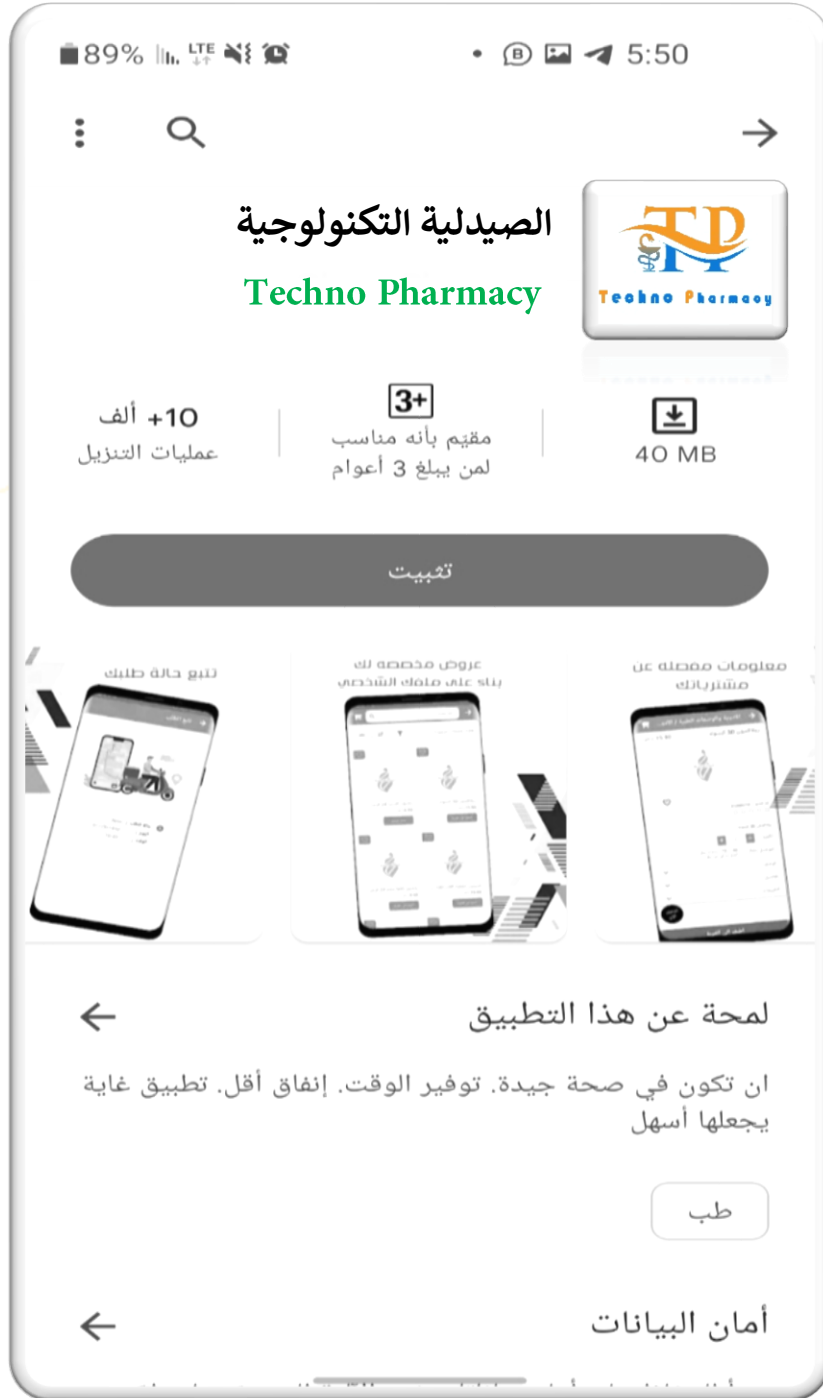 89% LTE 5:50
الصيدلية التكنولوجية
Techno Pharmacy
TP
Techno Pharmacy
40 MB
3+
مقيّم بأنه مناسب
لمن يبلغ 3 أعوام
+10 ألف
عمليات التنزيل
تثبيت
معلومات مفصلة عن
مشترياتك
عروض مخصصة لك
بناء على ملفك الشخصي
تتبع حالة طلبك
لمحة عن هذا التطبيق
ان تكون في صحة جيدة. توفير الوقت. إنفاق أقل. تطبيق غاية
يجعلها أسهل
طب
أمان البيانات